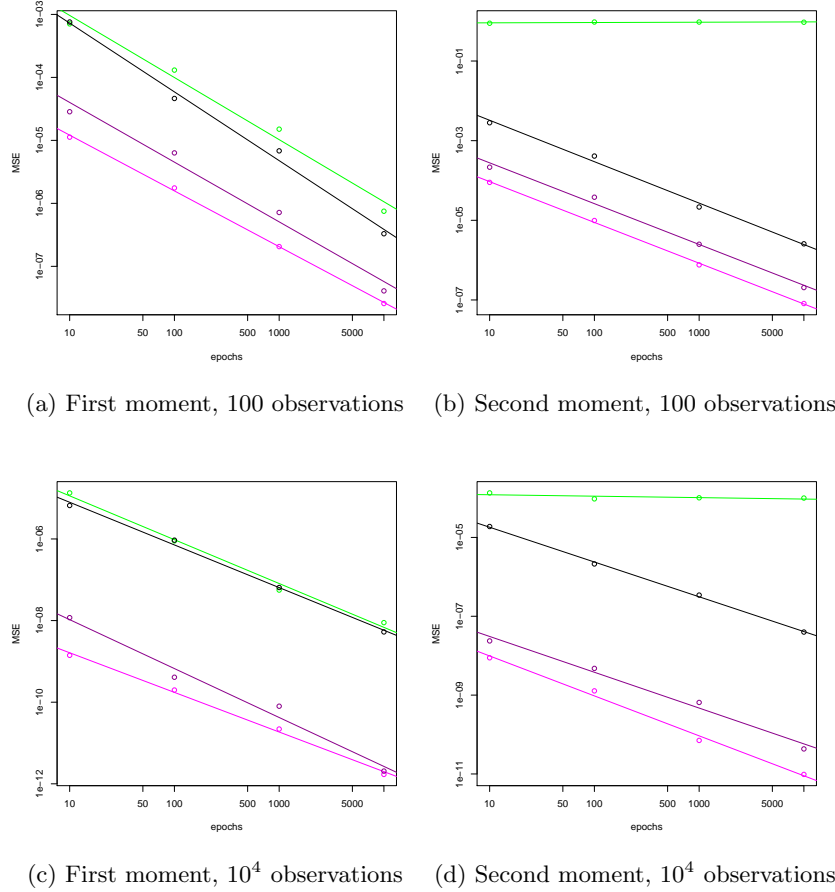 MSE
1e−03
1e−04
1e−05
1e−06
1e−07
10 50 100 500 1000 5000
epochs
(a) First moment, 100 observations
MSE
1e−01
1e−03
1e−05
1e−07
10 50 100 500 1000 5000
epochs
(b) Second moment, 100 observations
MSE
1e−06
1e−08
1e−10
1e−12
10 50 100 500 1000 5000
epochs
(c) First moment, 10⁴ observations
MSE
1e−05
1e−07
1e−09
1e−11
10 50 100 500 1000 5000
epochs
(d) Second moment, 10⁴ observations